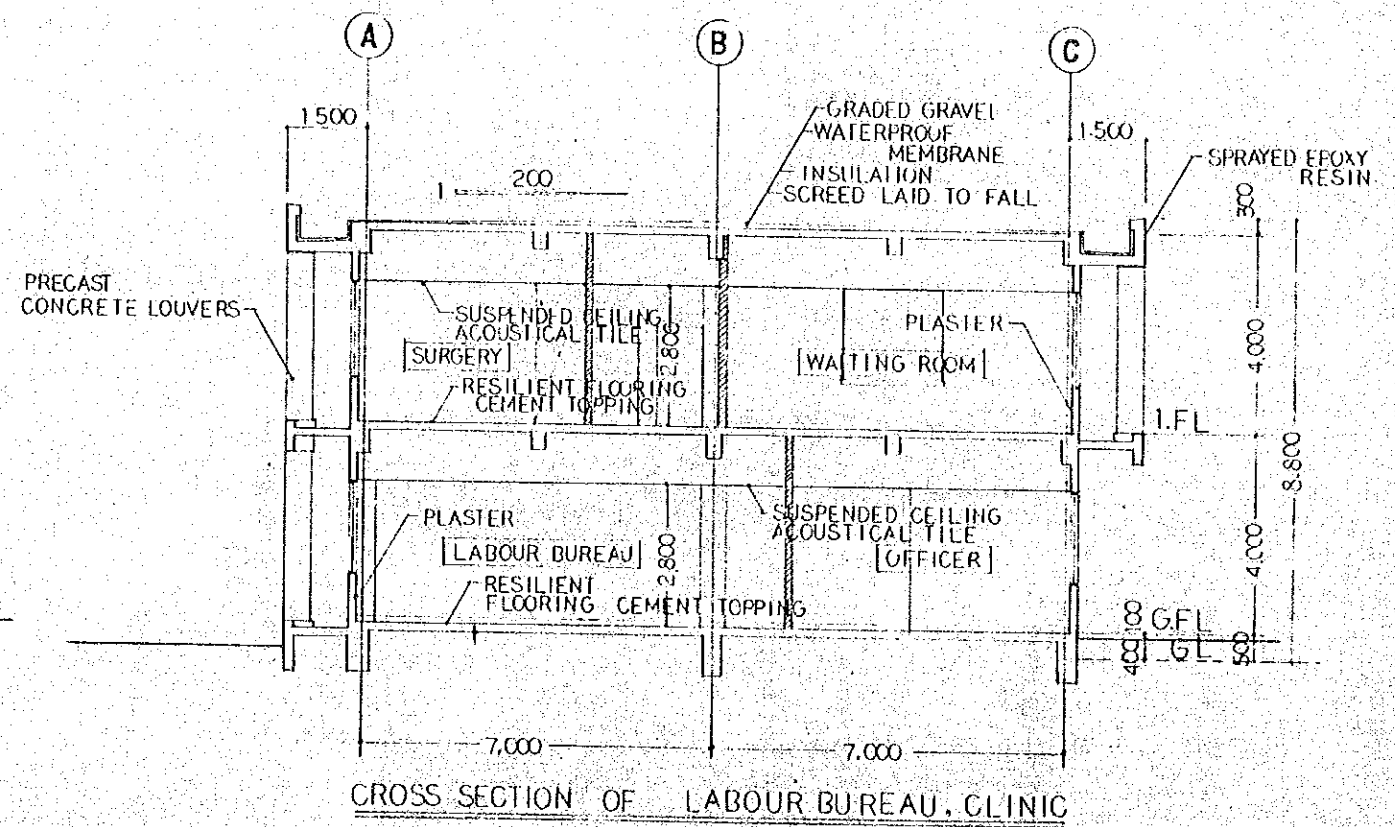 A
B
C
1500
GRADED GRAVEL
WATERPROOF
MEMBRANE
INSULATION
SCREED LAID TO FALL
1.500
SPRAYED EPOXY
RESIN
1
200
300
PRECAST
CONCRETE LOUVERS
SUSPENDED CEILING
ACOUSTICAL TILE
[SURGERY]
2.800
PLASTER
[WAITING ROOM]
4.000
RESILIENT FLOURING
CEMENT TOPPING
1.FL
8.800
PLASTER
SUSPENDED CEILING
ACOUSTICAL TILE
[LABOUR BUREAU]
2.800
[OFFICER]
4.000
RESILIENT
FLOORING CEMENT TOPPING
G.FL
GL
400
500
7,000
7.000
CROSS SECTION OF LABOUR BUREAU, CLINIC